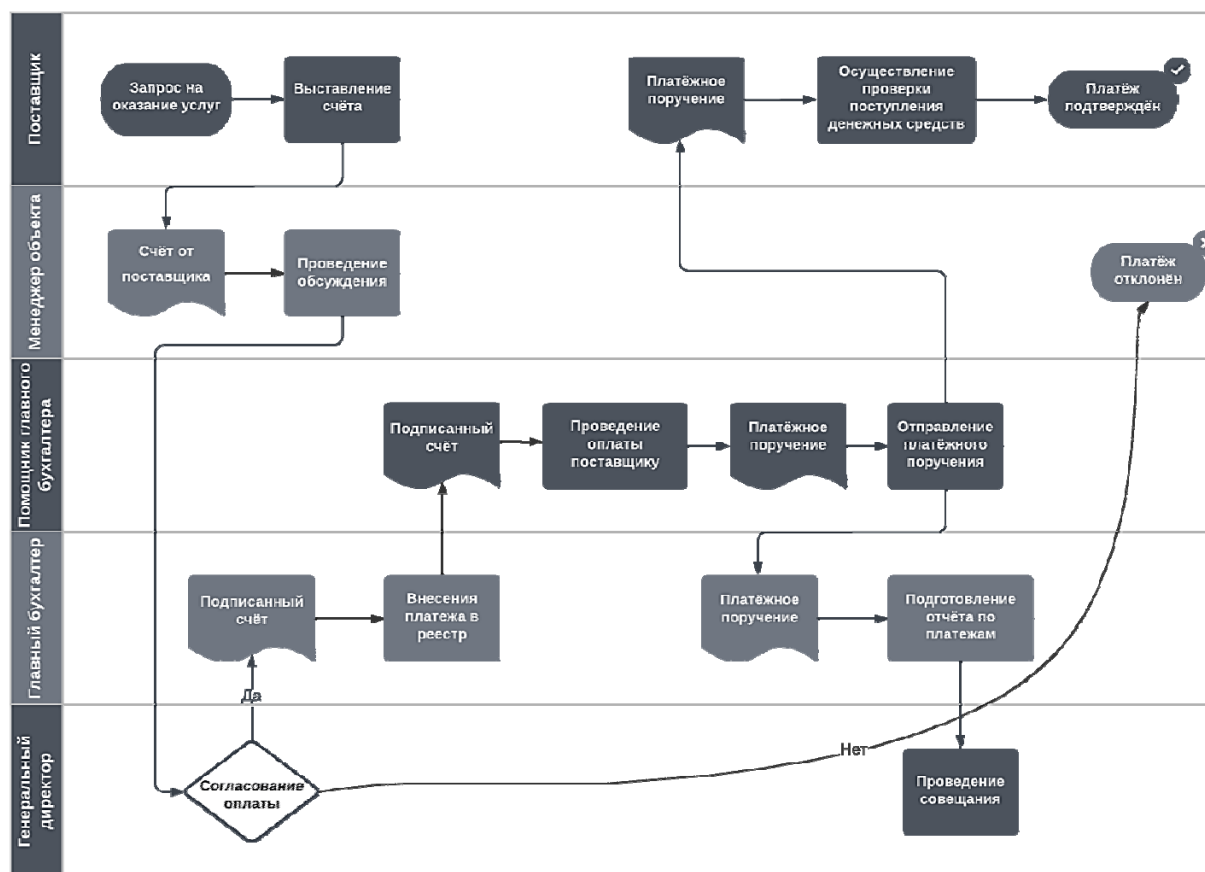 Поставщик
Запрос на
оказание услуг
Выставление
счёта
Платёжное
поручение
Осуществление
проверки
поступления
денежных средств
Платёж
подтверждён
Менеджер объекта
Счёт от
поставщика
Проведение
обсуждения
Платёж
отклонён
Помощник главного
бухгалтера
Подписанный
счёт
Проведение
оплаты
поставщику
Платёжное
поручение
Отправление
платёжного
поручения
Главный бухгалтер
Подписанный
счёт
Внесения
платежа в
реестр
Платёжное
поручение
Подготовление
отчёта по
платежам
Да
Генеральный
директор
Согласование
оплаты
Нет
Проведение
совещания